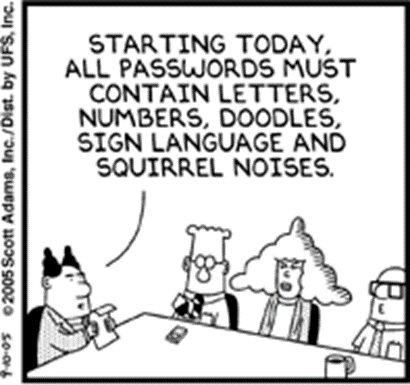 STARTING TODAY,
ALL PASSWORDS MUST
CONTAIN LETTERS,
NUMBERS, DOODLES,
SIGN LANGUAGE AND
SQUIRREL NOISES.
9-10-05 ©2005 Scott Adams, Inc./Dist. by UFS, Inc.